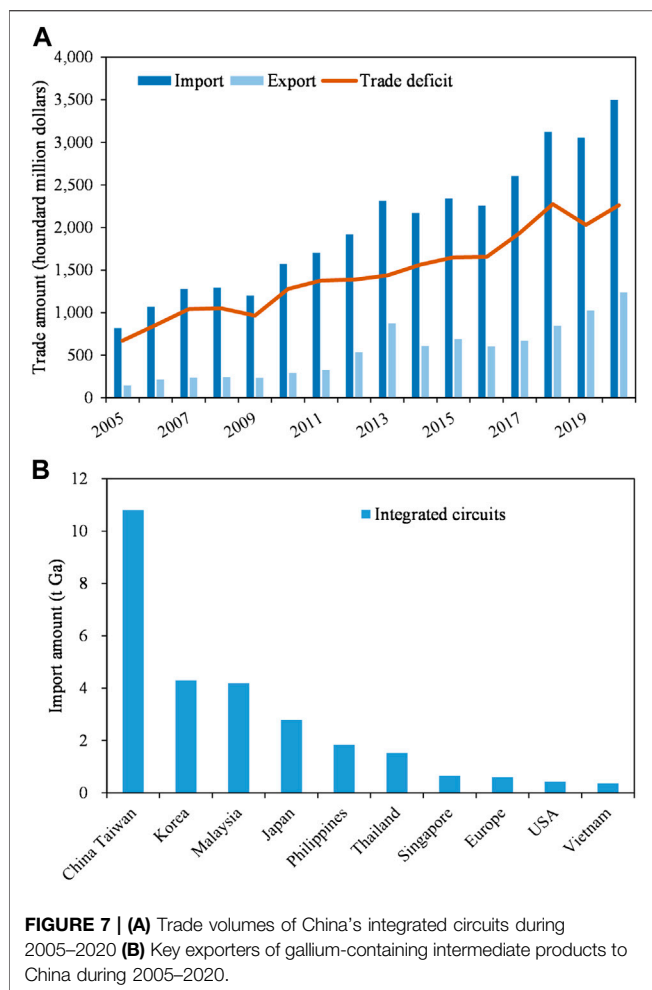 A
Trade amount (houndard million dollars)
4,000
3,500
3,000
2,500
2,000
1,500
1,000
500
0
Import Export Trade deficit
2005 2007 2009 2011 2013 2015 2017 2019
B
Import amount (t Ga)
12
10
8
6
4
2
0
Integrated circuits
China Taiwan Korea Malaysia Japan Philippines Thailand Singapore Europe USA Vietnam
FIGURE 7 | (A) Trade volumes of China's integrated circuits during
2005–2020 (B) Key exporters of gallium-containing intermediate products to
China during 2005–2020.